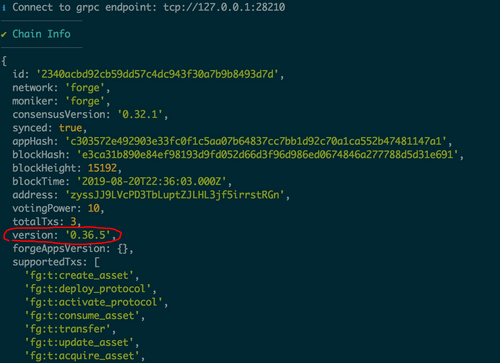 ℹ Connect to grpc endpoint: tcp://127.0.0.1:28210
✔ Chain Info
{
id: '2340acbd92cb59dd57c4dc943f30a7b9b8493d7d',
network: 'forge',
moniker: 'forge',
consensusVersion: '0.32.1',
synced: true,
appHash: 'c303572e492903e33fc0f1c5aa07b64837cc7bb1d92c70a1ca552b47481147a1',
blockHash: 'e3ca31b890e84ef98193d9fd052d66d3f96d986ed0674846a277788d5d31e691',
blockHeight: 15192,
blockTime: '2019-08-20T22:36:03.000Z',
address: 'zyssJJ9LVcPD3TbLuptZJLHL3jf5irrstRGn',
votingPower: 10,
totalTxs: 3,
version: '0.36.5',
forgeAppsVersion: {},
supportedTxs: [
'fg:t:create_asset',
'fg:t:deploy_protocol',
'fg:t:activate_protocol',
'fg:t:consume_asset',
'fg:t:transfer',
'fg:t:update_asset',
'fg:t:acquire_asset',